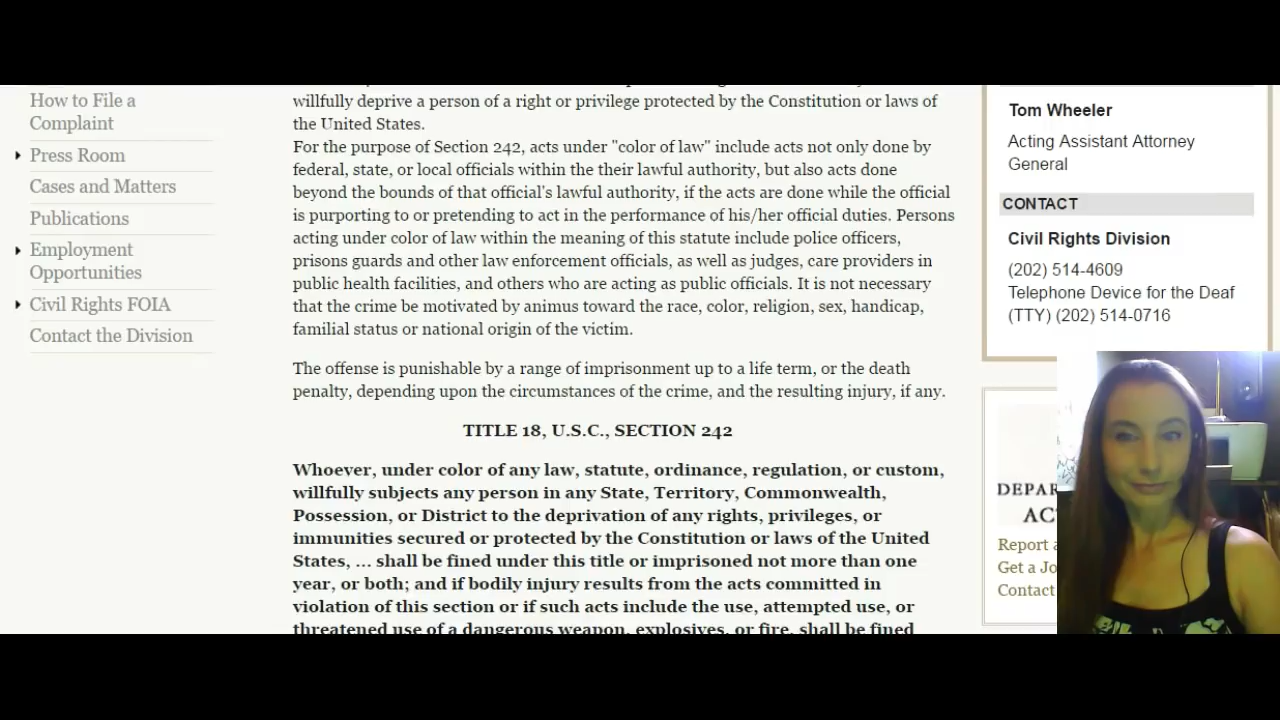 How to File a
Complaint
Press Room
Cases and Matters
Publications
Employment
Opportunities
Civil Rights FOIA
Contact the Division
willfully deprive a person of a right or privilege protected by the Constitution or laws of
the United States.
For the purpose of Section 242, acts under "color of law" include acts not only done by
federal, state, or local officials within the their lawful authority, but also acts done
beyond the bounds of that official's lawful authority, if the acts are done while the official
is purporting to or pretending to act in the performance of his/her official duties. Persons
acting under color of law within the meaning of this statute include police officers,
prisons guards and other law enforcement officials, as well as judges, care providers in
public health facilities, and others who are acting as public officials. It is not necessary
that the crime be motivated by animus toward the race, color, religion, sex, handicap,
familial status or national origin of the victim.
The offense is punishable by a range of imprisonment up to a life term, or the death
penalty, depending upon the circumstances of the crime, and the resulting injury, if any.
TITLE 18, U.S.C., SECTION 242
Whoever, under color of any law, statute, ordinance, regulation, or custom,
willfully subjects any person in any State, Territory, Commonwealth,
Possession, or District to the deprivation of any rights, privileges, or
immunities secured or protected by the Constitution or laws of the United
States, ... shall be fined under this title or imprisoned not more than one
year, or both; and if bodily injury results from the acts committed in
violation of this section or if such acts include the use, attempted use, or
threatened use of a dangerous weapon, explosives, or fire, shall be fined
Tom Wheeler
Acting Assistant Attorney
General
CONTACT
Civil Rights Division
(202) 514-4609
Telephone Device for the Deaf
(TTY) (202) 514-0716
DEPAR
AC
Report a
Get a Jo
Contact